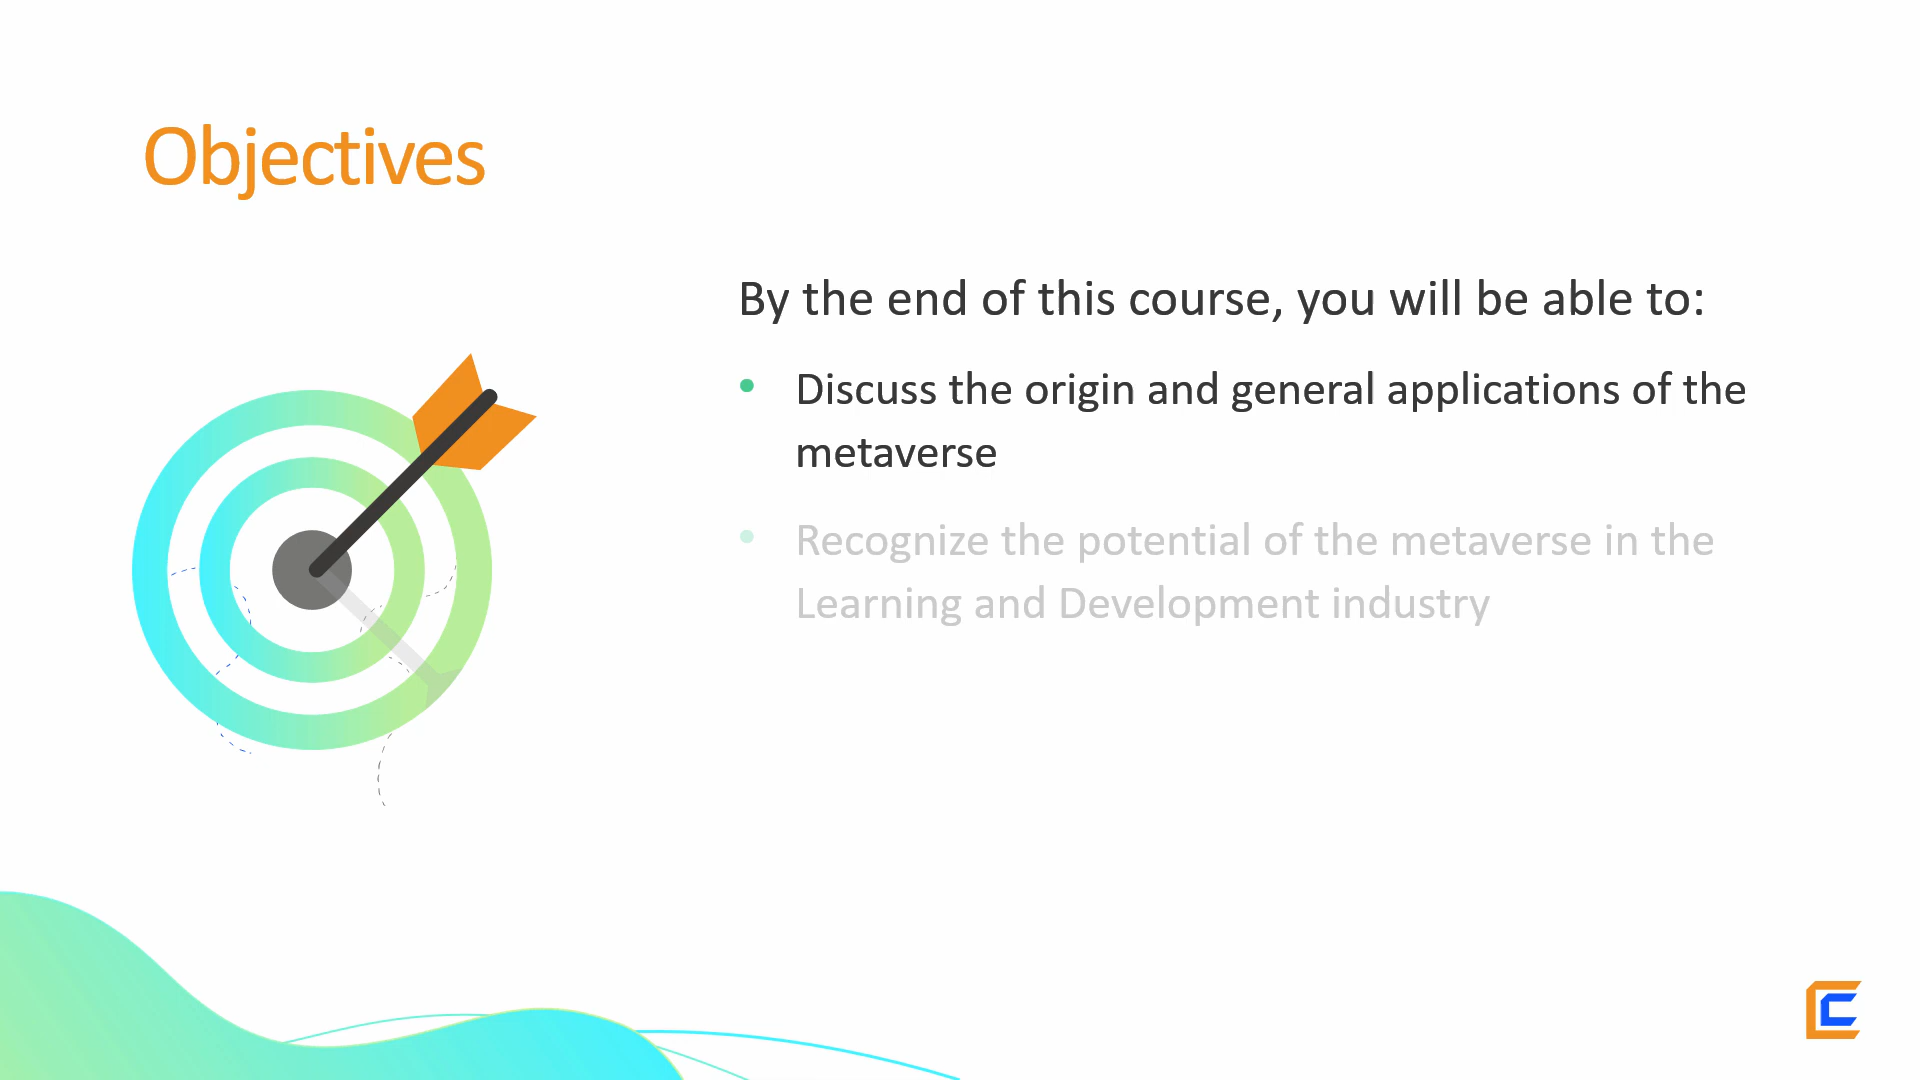 Objectives
By the end of this course, you will be able to:
• Discuss the origin and general applications of the
metaverse
• Recognize the potential of the metaverse in the
Learning and Development industry